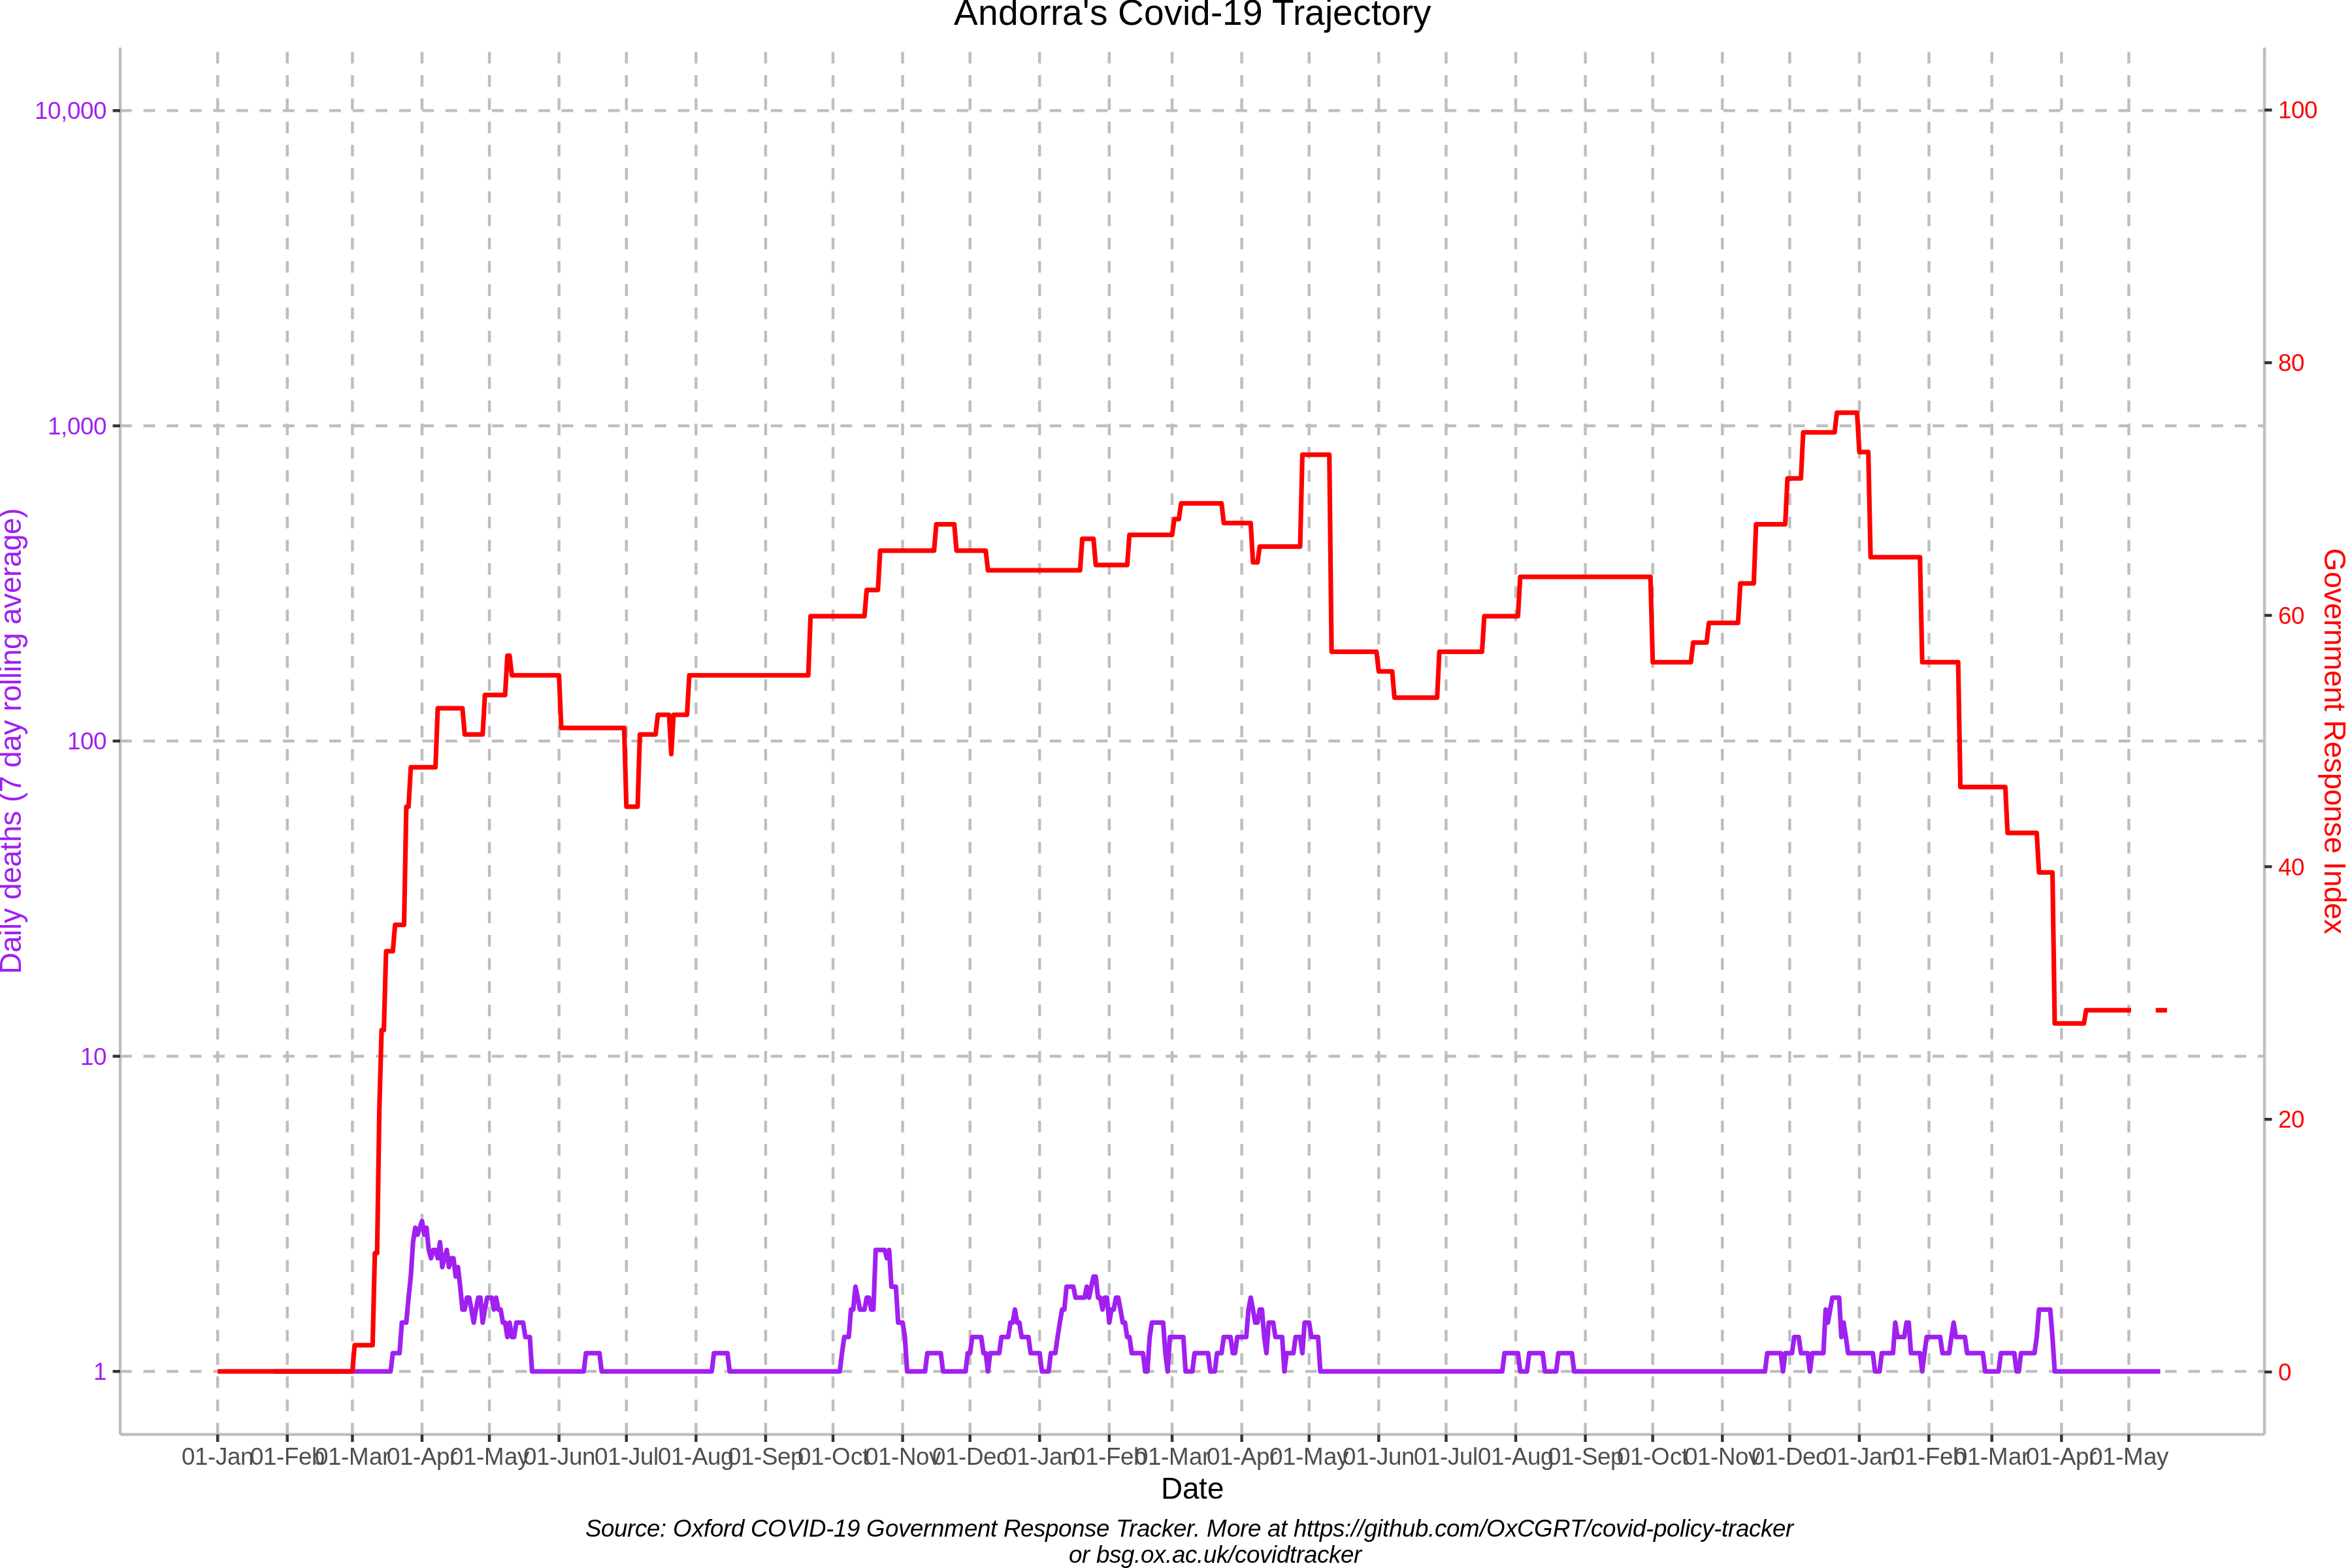 Andorra's Covid-19 Trajectory
10,000
1,000
100
10
1
Daily deaths (7 day rolling average)
100
80
60
40
20
0
Government Response Index
01-Jan 01-Feb 01-Mar 01-Apr 01-May 01-Jun 01-Jul 01-Aug 01-Sep 01-Oct 01-Nov 01-Dec 01-Jan 01-Feb 01-Mar 01-Apr 01-May 01-Jun 01-Jul 01-Aug 01-Sep 01-Oct 01-Nov 01-Dec 01-Jan 01-Feb 01-Mar 01-Apr 01-May
Date
Source: Oxford COVID-19 Government Response Tracker. More at https://github.com/OxCGRT/covid-policy-tracker
or bsg.ox.ac.uk/covidtracker